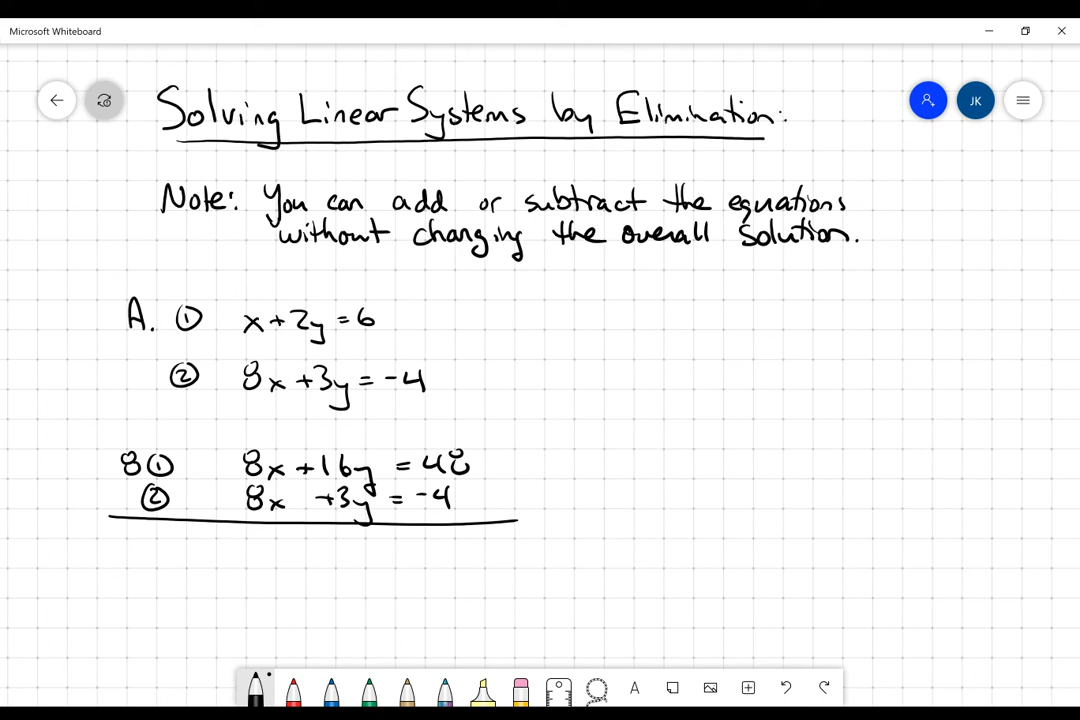 Microsoft Whiteboard
JK
Solving Linear Systems by Elimination:
Note: You can add or subtract the equations
without changing the overall solution.
A. ① x+2y=6
② 8x+3y=-4
8① 8x+16y=48
② 8x+3y=-4
A